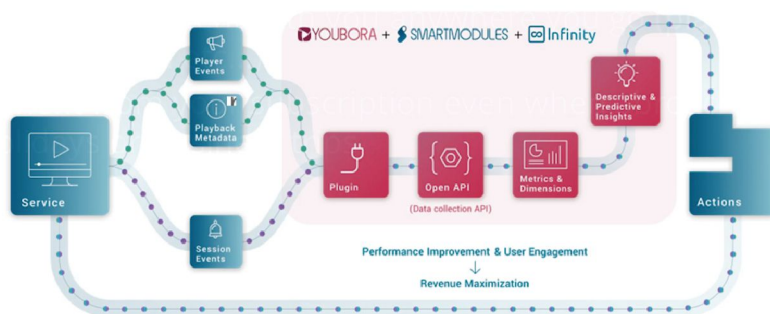 YOUBORA + SMARTMODULES + Infinity
Player
Events
Playback
Metadata
Descriptive &
Predictive
Insights
Service
Plugin
Open API
Metrics &
Dimensions
Actions
(Data collection API)
Session
Events
Performance Improvement & User Engagement
Revenue Maximization